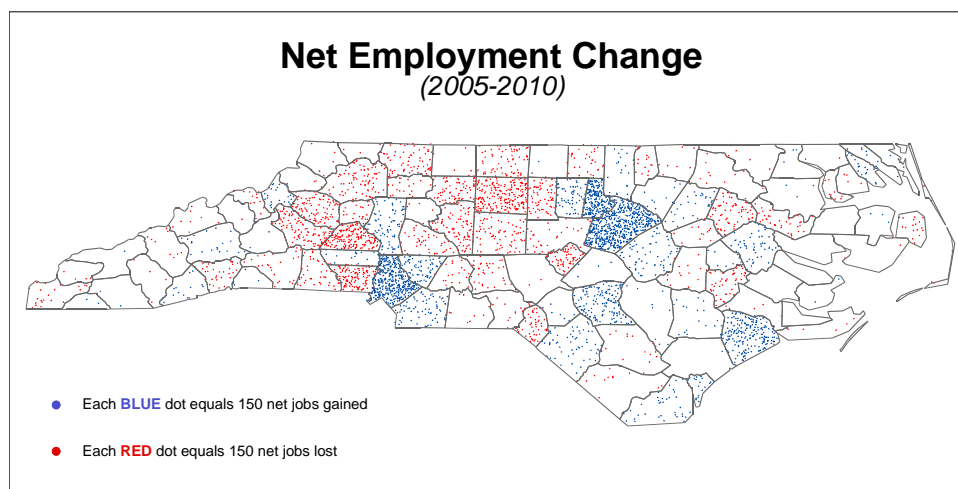 Net Employment Change
(2005-2010)
Each BLUE dot equals 150 net jobs gained
Each RED dot equals 150 net jobs lost